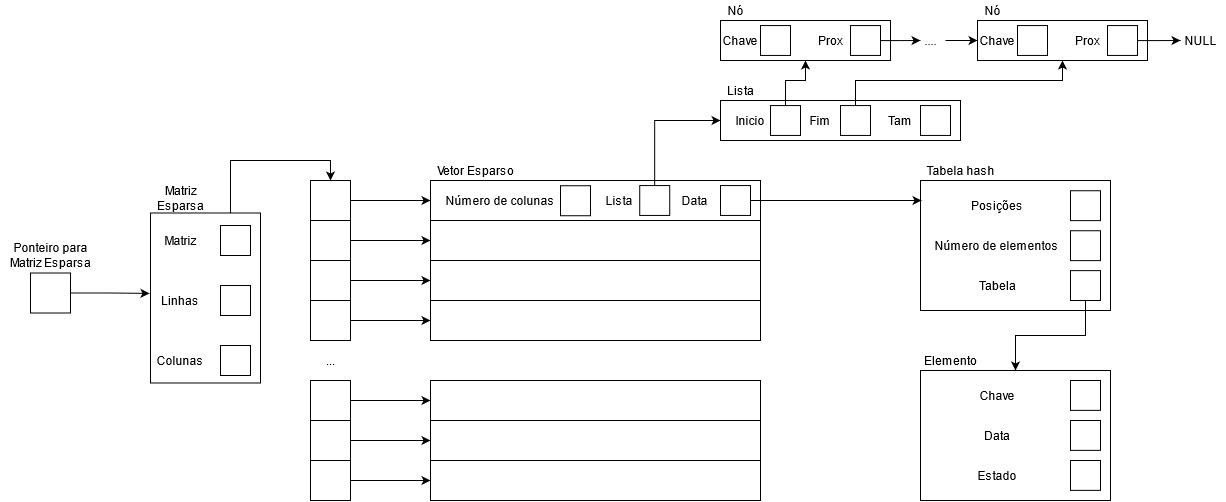 Nó
Nó
Chave
Prox
....
Chave
Prox
NULL
Lista
Inicio
Fim
Tam
Vetor Esparso
Tabela hash
Matriz
Esparsa
Número de colunas
Lista
Data
Posições
Matriz
Número de elementos
Ponteiro para
Matriz Esparsa
Tabela
Linhas
Colunas
...
Elemento
Chave
Data
Estado